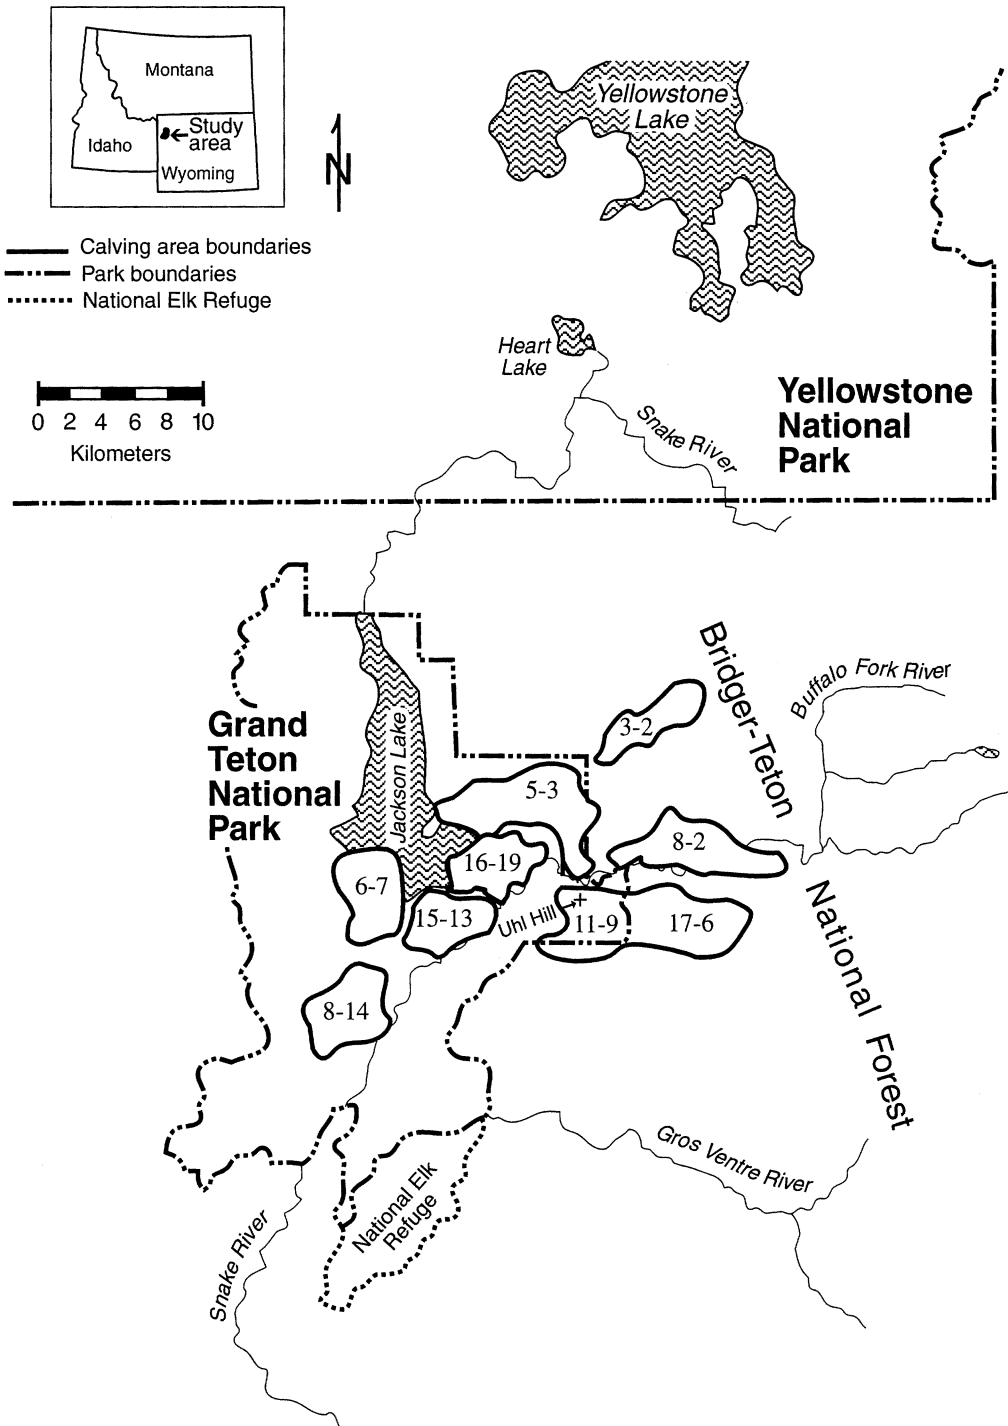 Montana
Study
area
Idaho
Wyoming
N
Calving area boundaries
Park boundaries
National Elk Refuge
0 2 4 6 8 10
Kilometers
Yellowstone
Lake
Heart
Lake
Snake River
Yellowstone
National
Park
Grand
Teton
National
Park
Jackson Lake
Bridger-Teton
National Forest
Buffalo Fork River
3-2
5-3
8-2
16-19
6-7
15-13
Uhl Hill
11-9
17-6
8-14
Gros Ventre River
National Elk
Refuge
Snake River